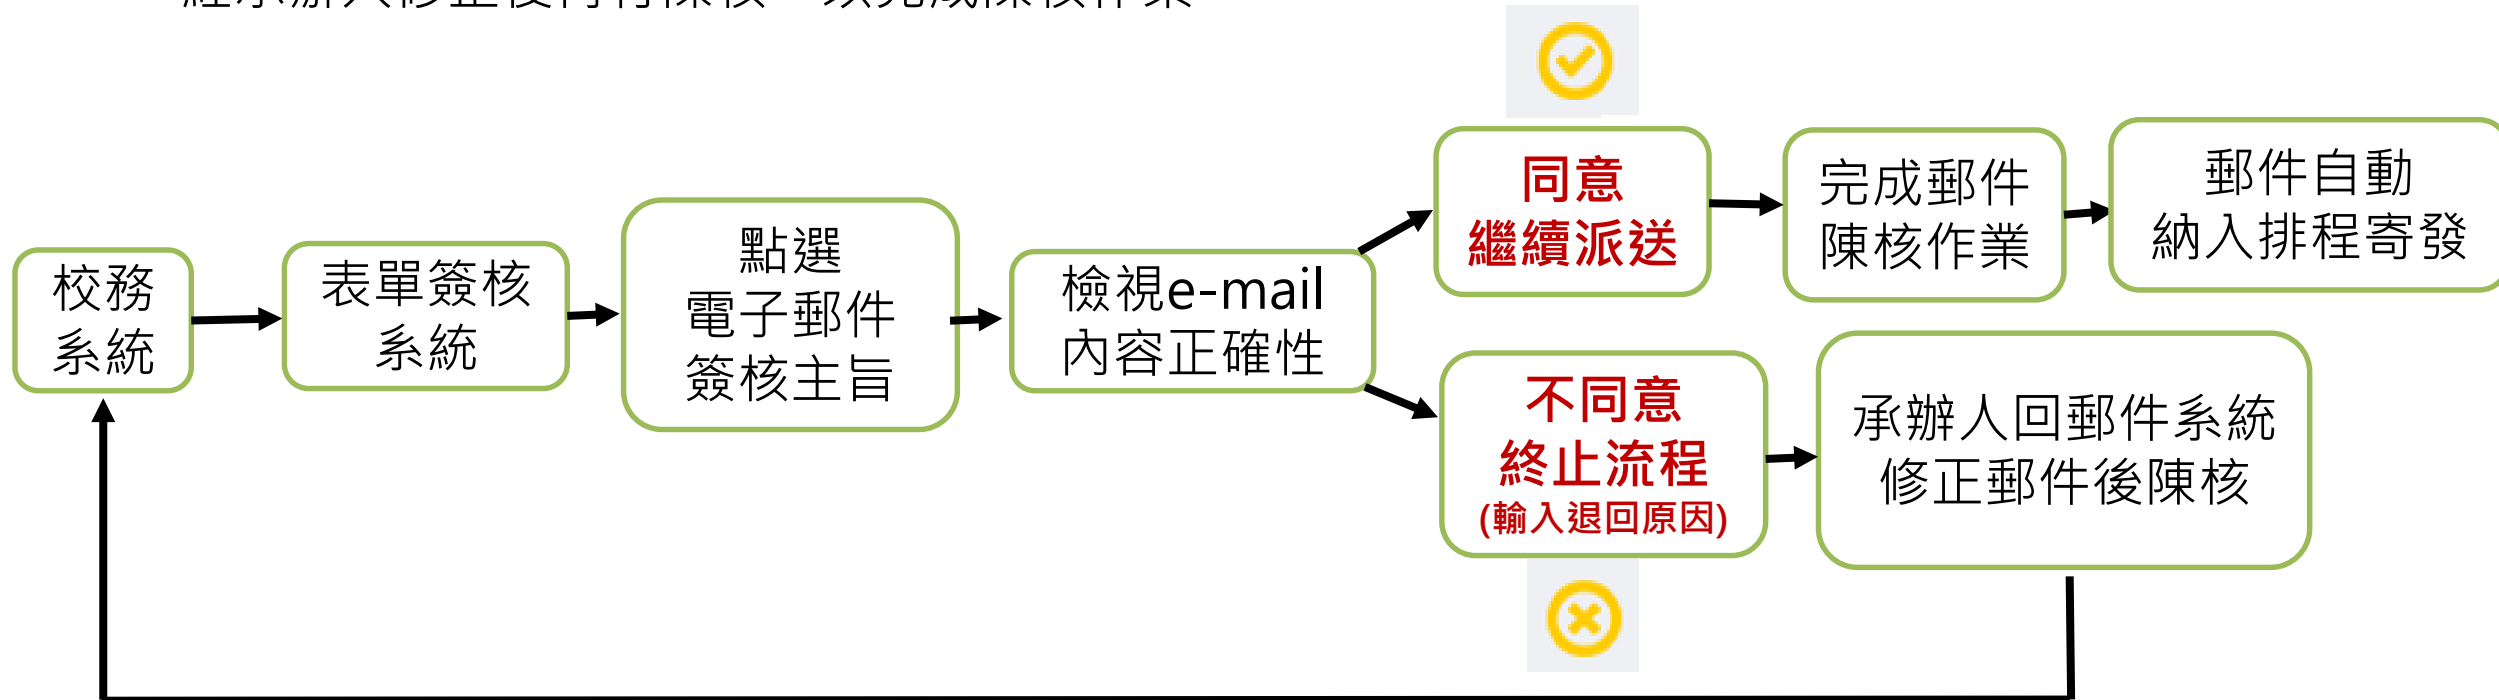 校務
系統
表單簽核
系統
點選
電子郵件
簽核主旨
檢視e-mail
內容正確性
同意
繼續派送
完成郵件
陳核作業
郵件自動
納入排寄發
不同意
終止流程
(輸入退回原因)
承辦人回郵件系統
修正郵件後陳核